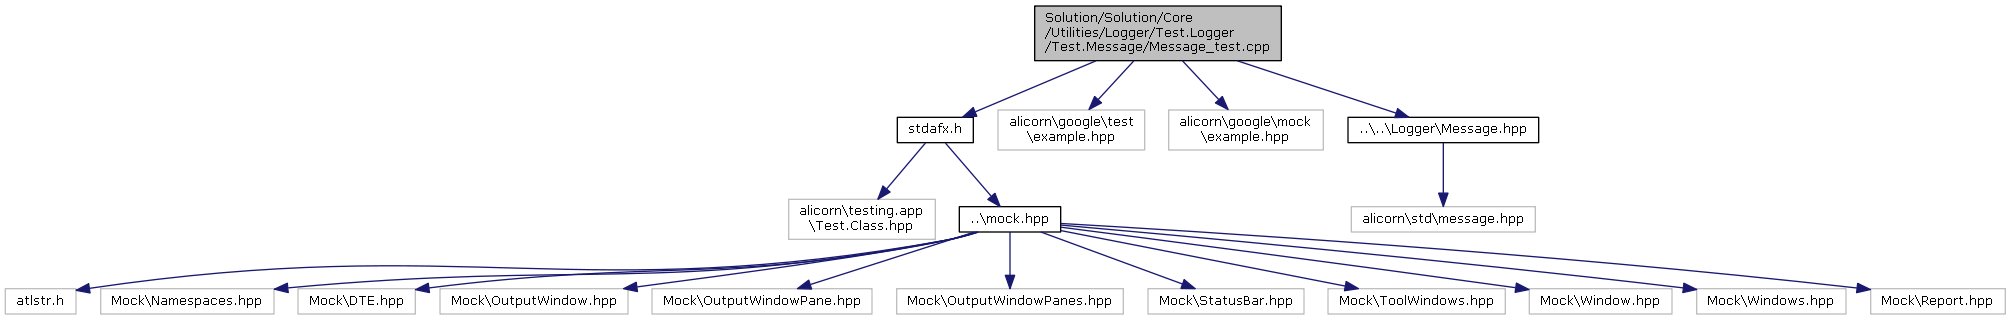 Solution/Solution/Core
/Utilities/Logger/Test.Logger
/Test.Message/Message_test.cpp
stdafx.h
alicorn\google\test
\example.hpp
alicorn\google\mock
\example.hpp
..\..\Logger\Message.hpp
alicorn\testing.app
\Test.Class.hpp
..\mock.hpp
alicorn\std\message.hpp
atlstr.h
Mock\Namespaces.hpp
Mock\DTE.hpp
Mock\OutputWindow.hpp
Mock\OutputWindowPane.hpp
Mock\OutputWindowPanes.hpp
Mock\StatusBar.hpp
Mock\ToolWindows.hpp
Mock\Window.hpp
Mock\Windows.hpp
Mock\Report.hpp